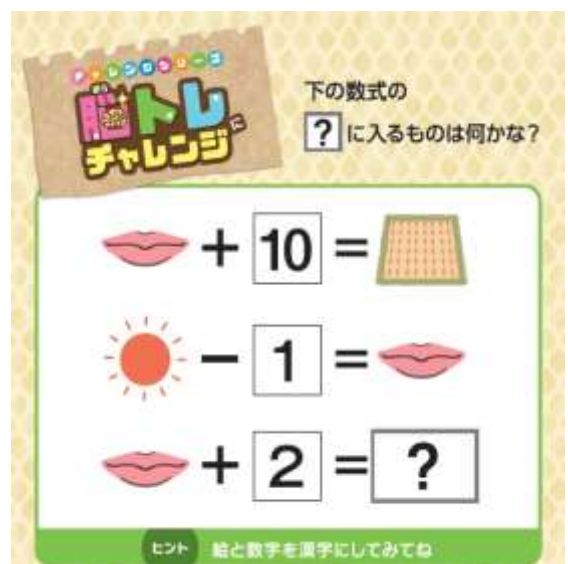 チャレンジシリーズ
脳トレに
チャレンジ
下の数式の
?に入るものは何かな?
+ 10 =
- 1 =
+ 2 = ?
ヒント 絵と数字を漢字にしてみてね